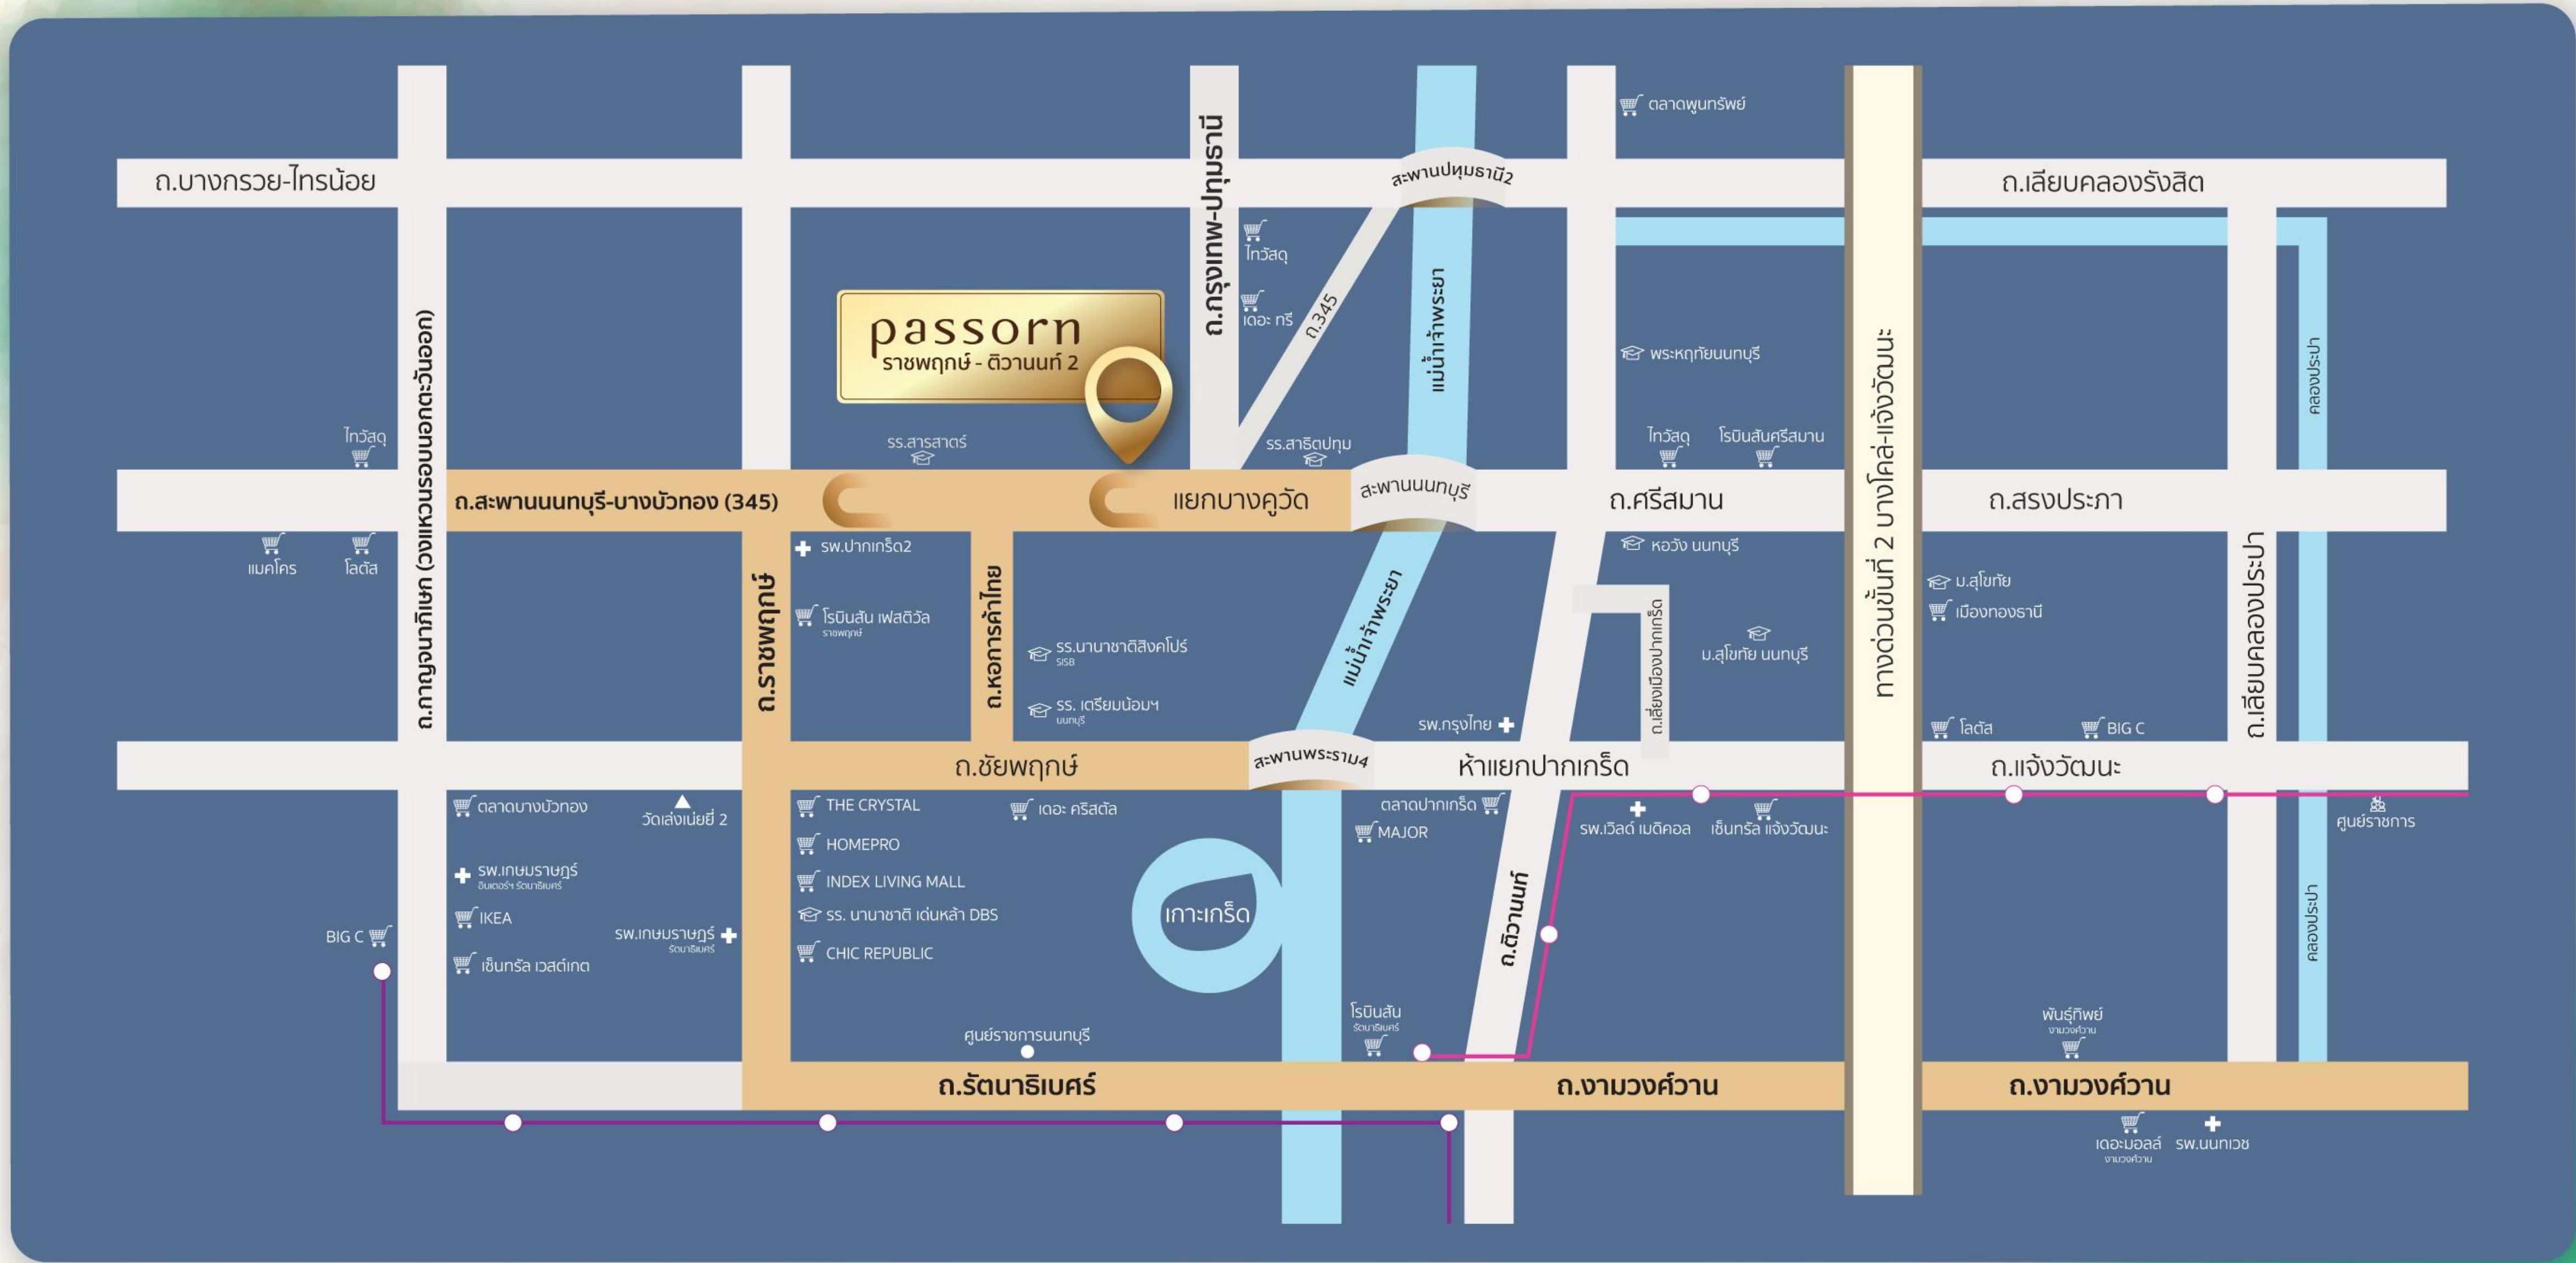 ตลาดพูนทรัพย์
ถ.บางกรวย-ไทรน้อย
ถ.กรุงเทพ-ปทุมธานี
สะพานปทุมธานี2
ถ.เลียบคลองรังสิต
ไทวัสดุ
เดอะ ทรี
ถ.345
แม่น้ำเจ้าพระยา
passorn
ราชพฤกษ์ - ติวานนท์ 2
พระหฤทัยนนทบุรี
คลองประปา
ถ.กาญจนาภิเษก (วงแหวนรอบนอกตะวันตก)
ทางด่วนขั้นที่ 2 บางโคล่-แจ้งวัฒนะ
ไทวัสดุ
รร.สารสาตร์
รร.สาธิตปทุม
ไทวัสดุ
โรบินสันศรีสมาน
ถ.สะพานนนทบุรี-บางบัวทอง (345)
แยกบางคูวัด
สะพานนนทบุรี
ถ.ศรีสมาน
ถ.สรงประภา
แมคโคร
โลตัส
รพ.ปากเกร็ด2
หอวัง นนทบุรี
ถ.ราชพฤกษ์
โรบินสัน เฟสติวัล
ราชพฤกษ์
ถ.หอการค้าไทย
รร.นานาชาติสิงคโปร์
SISB
รร. เตรียมน้อมฯ
นนทบุรี
แม่น้ำเจ้าพระยา
ถ.เลี่ยงเมืองปากเกร็ด
ม.สุโขทัย นนทบุรี
ม.สุโขทัย
เมืองทองธานี
ถ.เลียบคลองประปา
รพ.กรุงไทย
โลตัส
BIG C
ถ.ชัยพฤกษ์
สะพานพระราม4
ห้าแยกปากเกร็ด
ถ.แจ้งวัฒนะ
ตลาดบางบัวทอง
วัดเล่งเน่ยยี่ 2
THE CRYSTAL
เดอะ คริสตัล
ตลาดปากเกร็ด
MAJOR
รพ.เวิลด์ เมดิคอล
เซ็นทรัล แจ้งวัฒนะ
ศูนย์ราชการ
HOMEPRO
รพ.เกษมราษฎร์
อินเตอร์ฯ รัตนาธิเบศร์
INDEX LIVING MALL
IKEA
รร. นานาชาติ เด่นหล้า DBS
เกาะเกร็ด
ถ.ติวานนท์
คลองประปา
BIG C
รพ.เกษมราษฎร์
รัตนาธิเบศร์
CHIC REPUBLIC
เซ็นทรัล เวสต์เกต
โรบินสัน
รัตนาธิเบศร์
พันธุ์ทิพย์
งามวงศ์วาน
ศูนย์ราชการนนทบุรี
ถ.รัตนาธิเบศร์
ถ.งามวงศ์วาน
ถ.งามวงศ์วาน
เดอะมอลล์
งามวงศ์วาน
รพ.นนทเวช